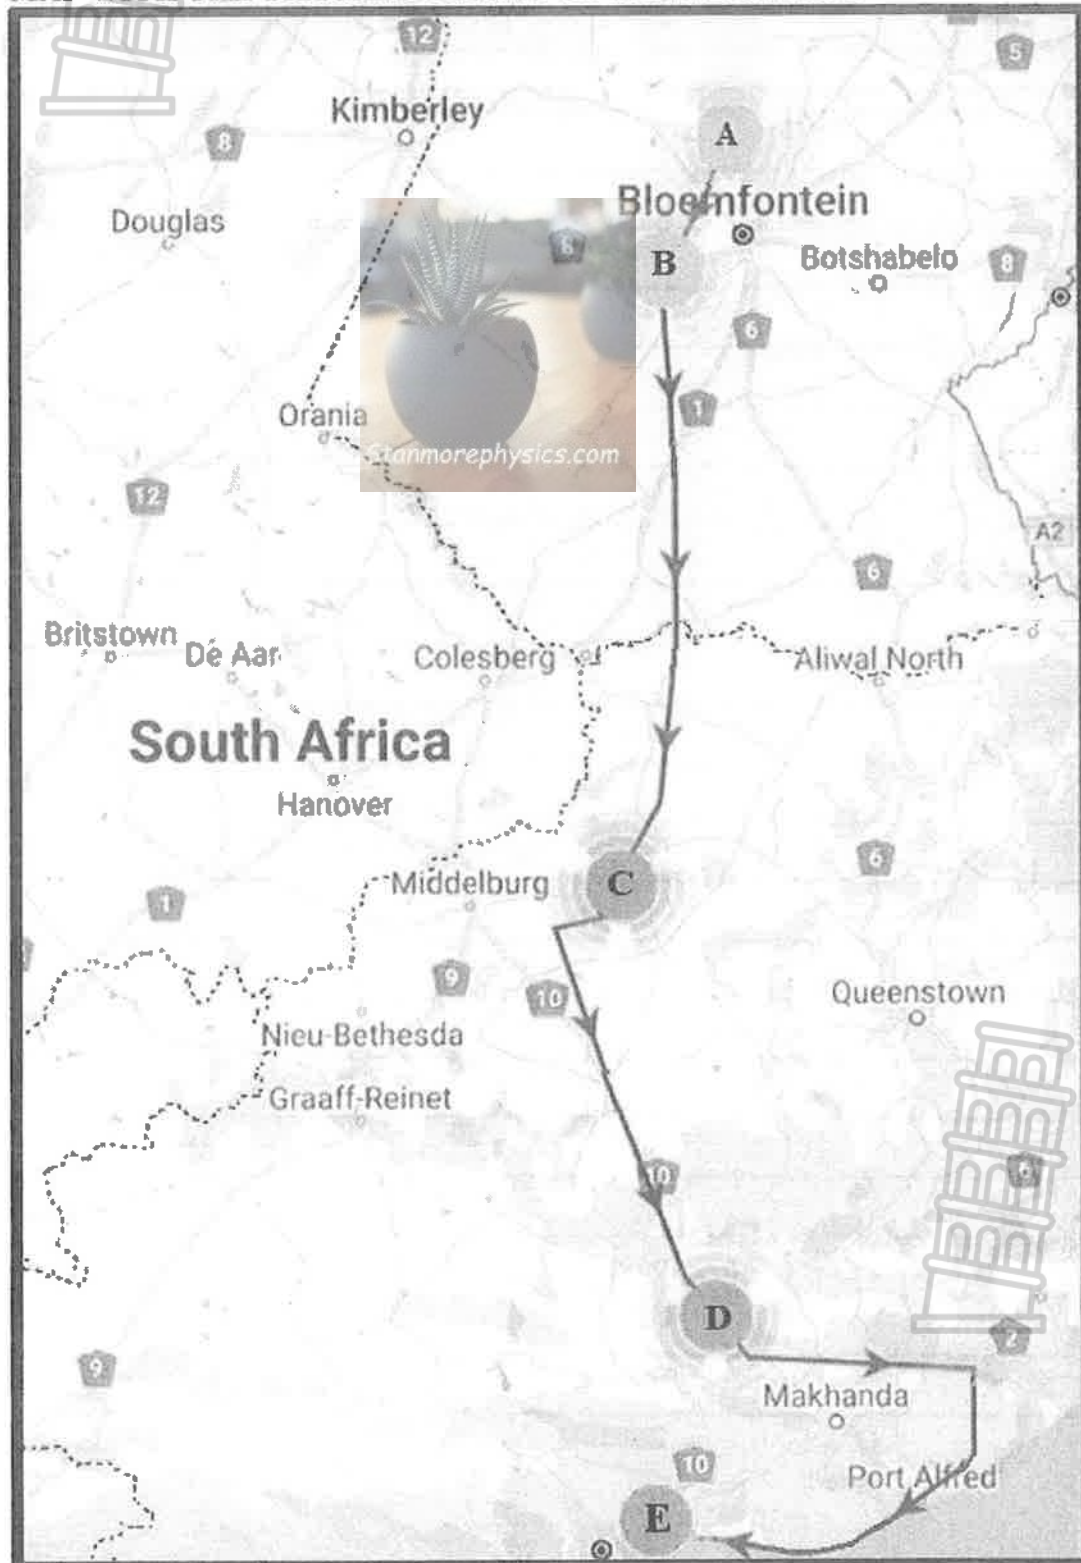 12
5
Kimberley
A
8
Bloemfontein
Douglas
B
Botshabelo
8
6
1
Orania
Stanmorephysics.com
12
A2
6
Britstown
De Aar
Colesberg
Aliwal North
South Africa
Hanover
6
Middelburg
C
1
9
10
Queenstown
Nieu-Bethesda
Graaff-Reinet
10
6
D
2
9
Makhanda
10
Port Alfred
E